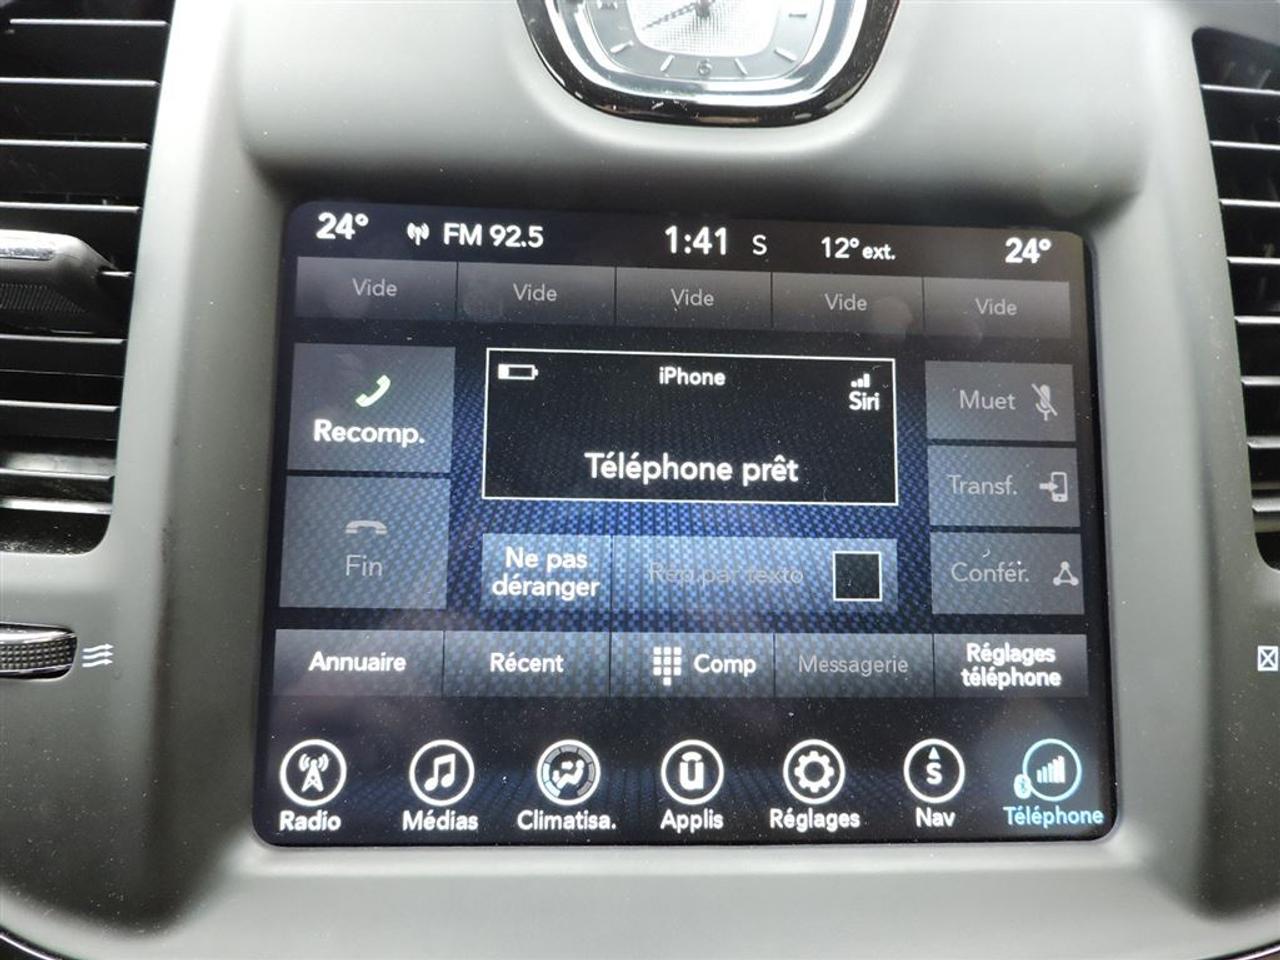 6
24° FM 92.5 1:41 S 12° ext. 24°
Vide Vide Vide Vide Vide
iPhone
Siri
Téléphone prêt
Recomp.
Fin
Muet
Transf.
Confér.
Ne pas
déranger
Rép. par texto
Annuaire Récent Comp Messagerie Réglages
téléphone
Radio Médias Climatisa. Applis Réglages S Nav Téléphone